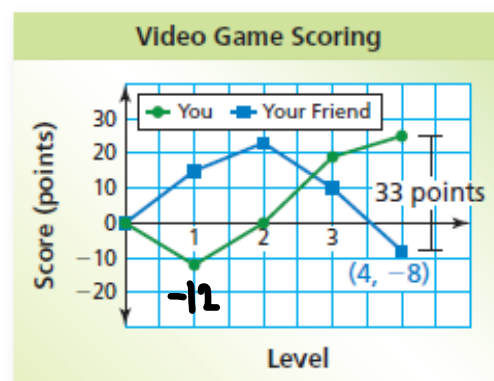 Video Game Scoring
You Your Friend
Score (points)
30
20
10
0
−10
−20
1 2 3
33 points
(4, −8)
-12
Level